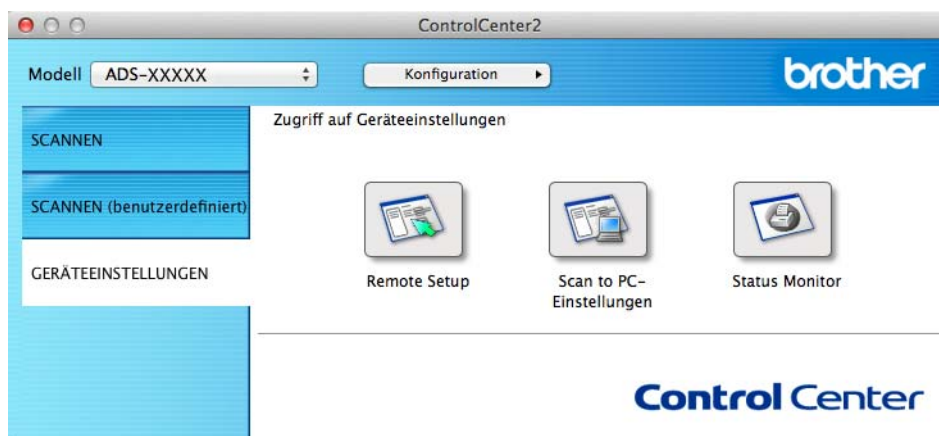 ControlCenter2
Modell ADS-XXXXX Konfiguration brother
SCANNEN
SCANNEN (benutzerdefiniert)
GERÄTEEINSTELLUNGEN
Zugriff auf Geräteeinstellungen
Remote Setup
Scan to PC-
Einstellungen
Status Monitor
Control Center